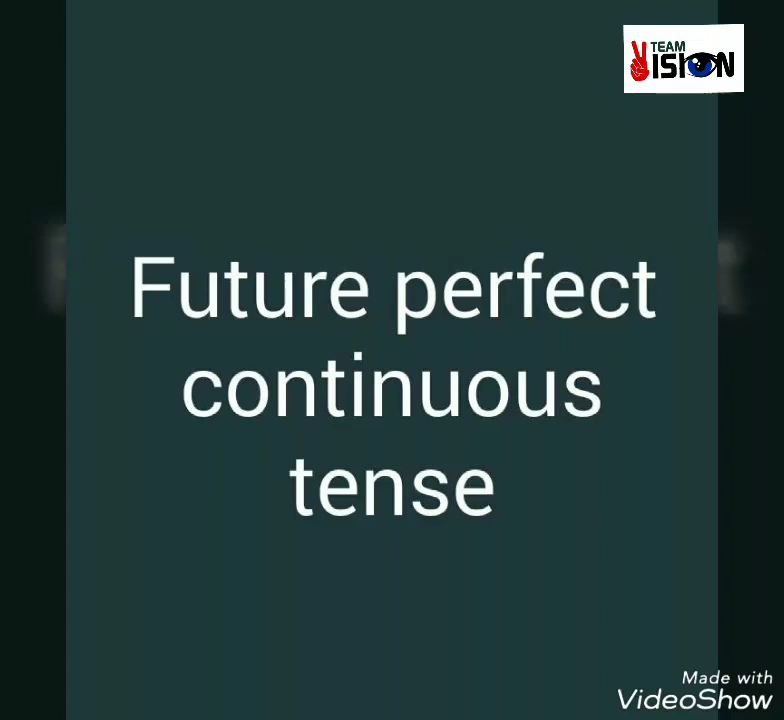 TEAM
VISION
Future perfect
continuous
tense
Made with
VideoShow